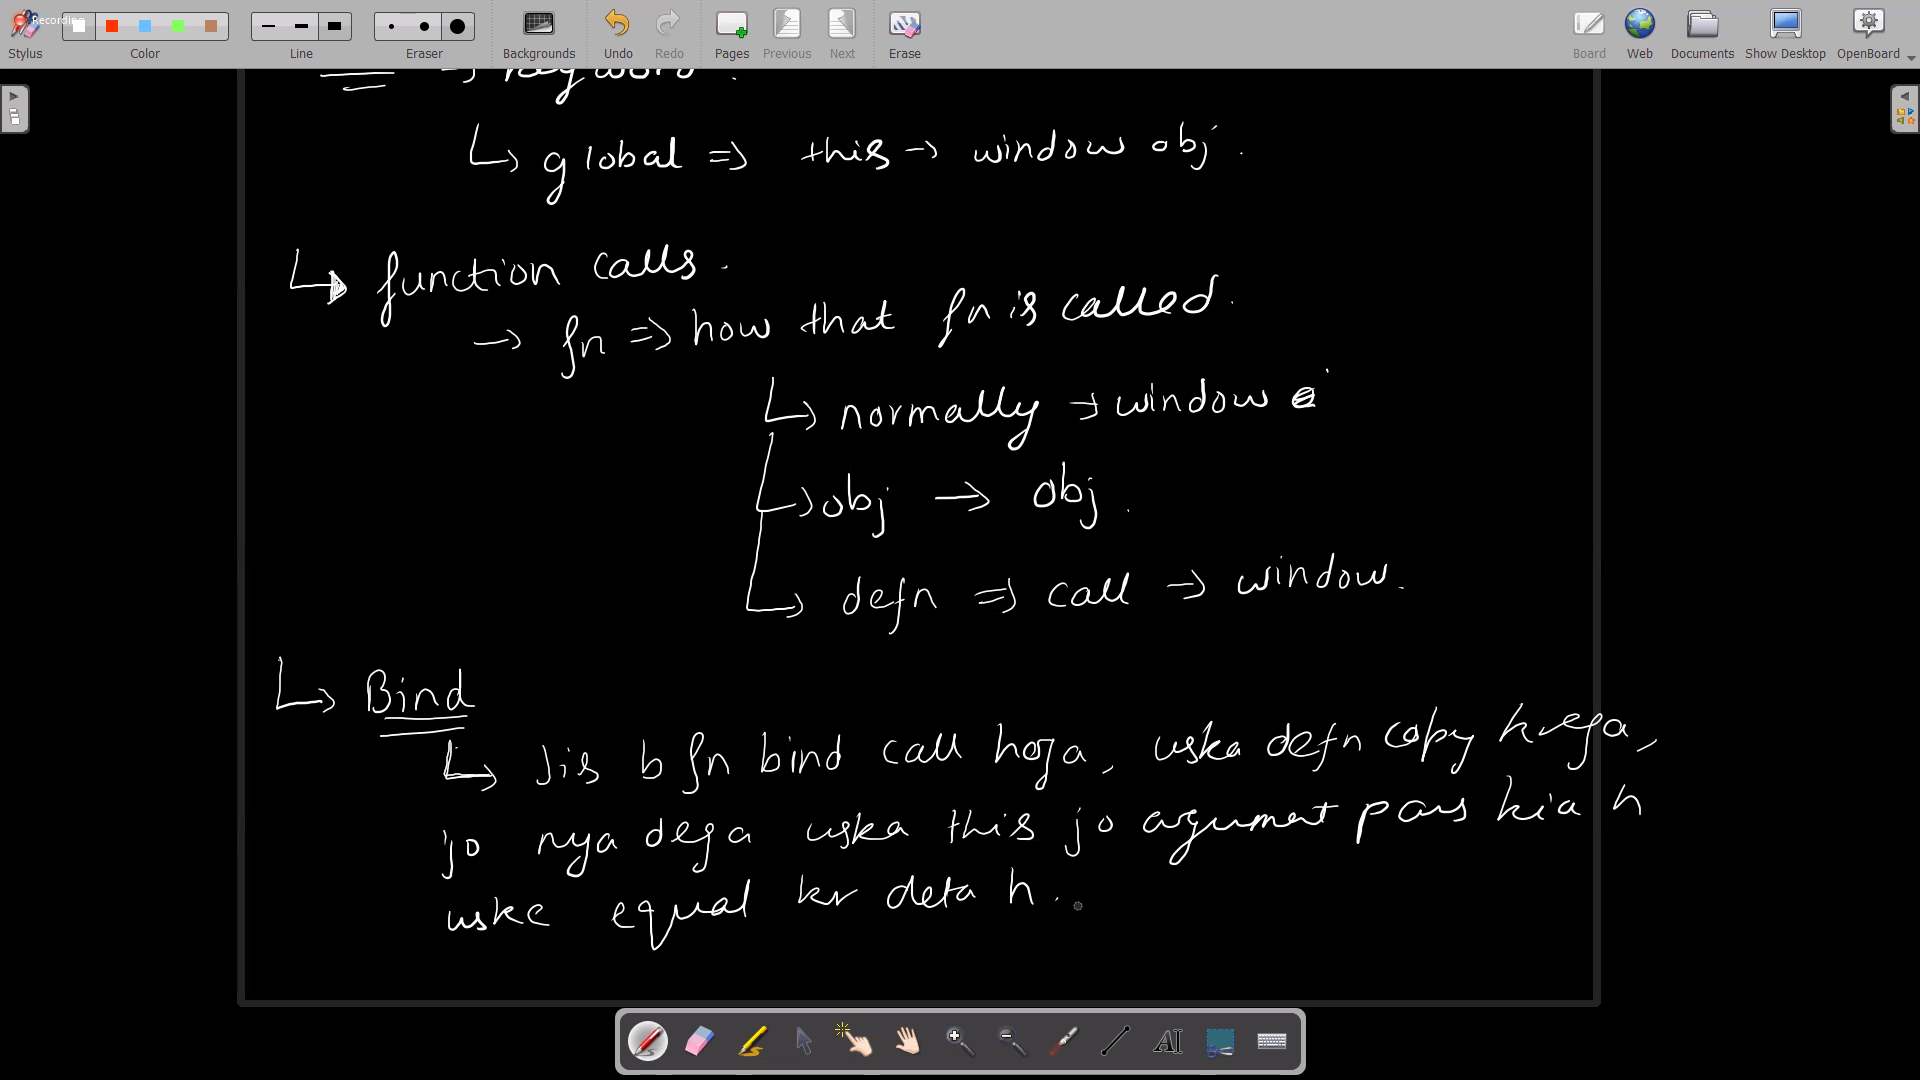 Recording
Stylus Color Line Eraser Backgrounds Undo Redo Pages Previous Next Erase Board Web Documents Show Desktop OpenBoard
→ keyword.
↳ global => this → window obj.
↳ function calls.
→ fn => how that fn is called.
↳ normally → window
↳ obj → obj.
↳ defn => call → window.
↳ Bind
↳ Jis b fn bind call hoga, uska defn copy krega,
jo nya dega uska this jo argument pass kia h
uske equal kr deta h.